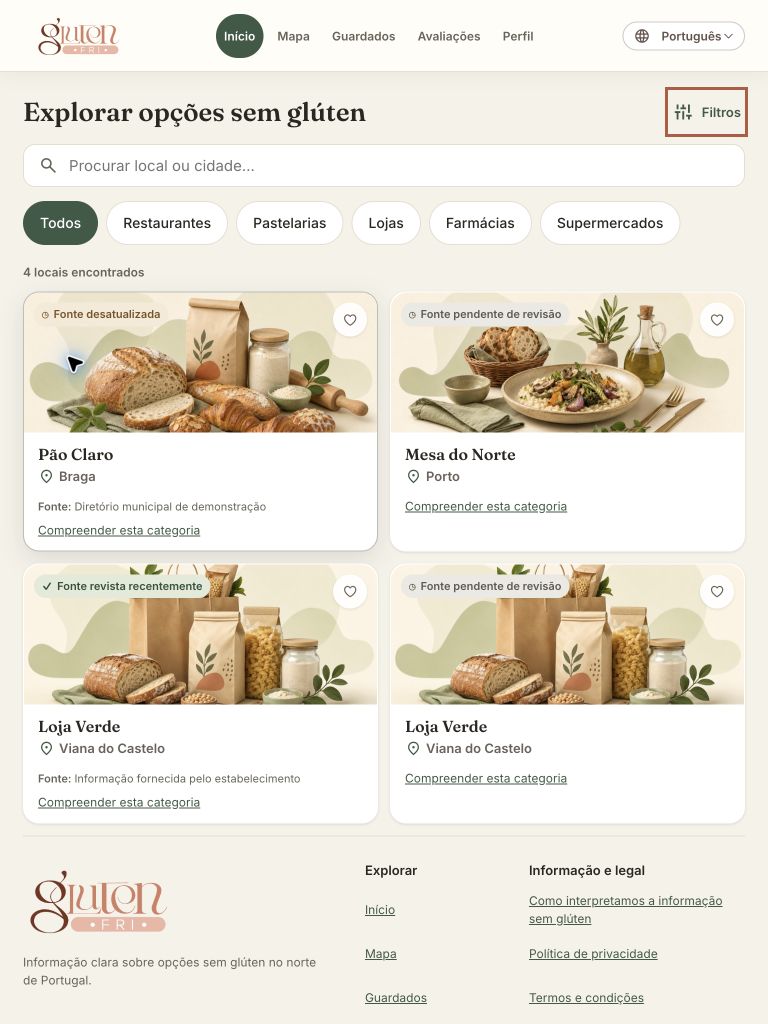 gluten
• FRI •
Início
Mapa
Guardados
Avaliações
Perfil
Português
Explorar opções sem glúten
Filtros
Procurar local ou cidade...
Todos
Restaurantes
Pastelarias
Lojas
Farmácias
Supermercados
4 locais encontrados
Fonte desatualizada
Pão Claro
Braga
Fonte: Diretório municipal de demonstração
Compreender esta categoria
Fonte pendente de revisão
Mesa do Norte
Porto
Compreender esta categoria
Fonte revista recentemente
Loja Verde
Viana do Castelo
Fonte: Informação fornecida pelo estabelecimento
Compreender esta categoria
Fonte pendente de revisão
Loja Verde
Viana do Castelo
Compreender esta categoria
gluten
• FRI •
Informação clara sobre opções sem glúten no norte
de Portugal.
Explorar
Início
Mapa
Guardados
Informação e legal
Como interpretamos a informação
sem glúten
Política de privacidade
Termos e condições